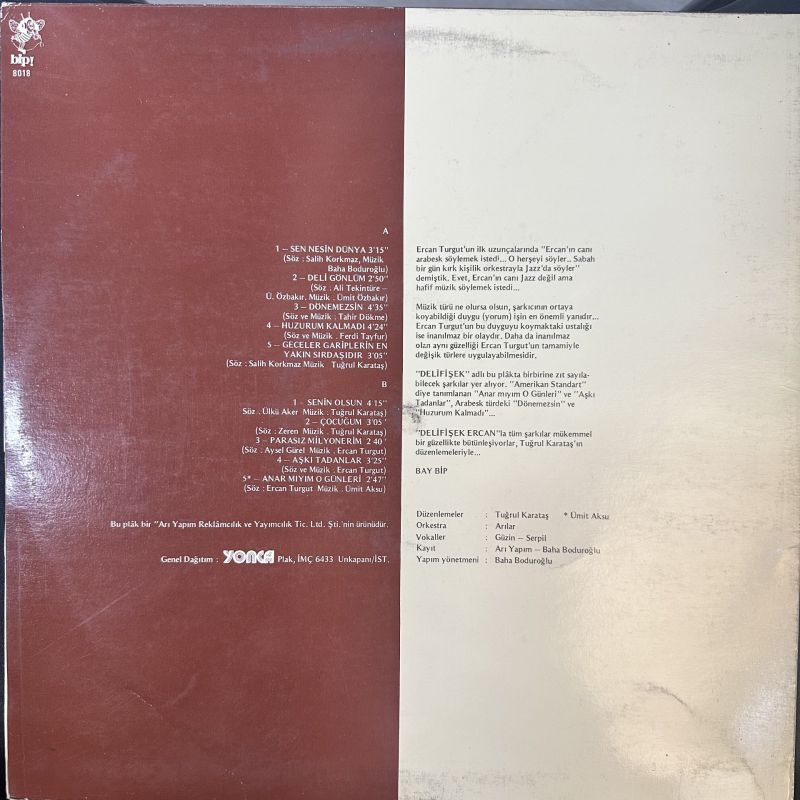 bip!
8018
A
1 – SEN NESİN DÜNYA 3'15"
(Söz : Salih Korkmaz, Müzik
Baha Boduroğlu)
2 – DELİ GÖNLÜM 2'50"
(Söz : Ali Tekintüre –
Ü. Özbakır. Müzik . Ümit Özbakır)
3 – DÖNEMEZSİN 4'35"
(Söz ve Müzik : Tahir Dökme)
4 – HUZURUM KALMADI 4'24"
(Söz ve Müzik . Ferdi Tayfur)
5 – GECELER GARİPLERİN EN
YAKIN SIRDAŞIDIR 3'05"
(Söz : Salih Korkmaz Müzik Tuğrul Karataş)
B
1 – SENİN OLSUN 4'15"
(Söz . Ülkü Aker Müzik . Tuğrul Karataş)
2 – ÇOCUĞUM 3'05'
(Söz : Zeren Müzik . Tuğrul Karataş)
3 – PARASIZ MİLYONERİM 2 40'
(Söz : Aysel Gürel Müzik . Ercan Turgut)
4 – AŞKI TADANLAR 3'25"
(Söz ve Müzik . Ercan Turgut)
5* – ANAR MIYIM O GÜNLERİ 2'47"
(Söz : Ercan Turgut Müzik . Ümit Aksu)
Bu plâk bir "Arı Yapım Reklâmcılık ve Yayımcılık Tic. Ltd. Şti.'nin ürünüdür.
Genel Dağıtım : YONCA Plak, İMÇ 6433 Unkapanı/İST.
Ercan Turgut'un ilk uzunçalarında "Ercan'ın canı
arabesk söylemek istedi... O herşeyi söyler.. Sabah
bir gün kırk kişilik orkestrayla Jazz'da söyler"
demiştik. Evet, Ercan'ın canı Jazz değil ama
hafif müzik söylemek istedi...
Müzik türü ne olursa olsun, şarkıcının ortaya
koyabildiği duygu (yorum) işin en önemli yanıdır...
Ercan Turgut'un bu duyguyu koymaktaki ustalığı
ise inanılmaz bir olaydır. Daha da inanılmaz
olan aynı güzelliği Ercan Turgut'un tamamiyle
değişik türlere uygulayabilmesidir.
"DELİFİŞEK" adlı bu plâkta birbirine zıt sayıla-
bilecek şarkılar yer alıyor. "Amerikan Standart"
diye tanımlanan "Anar mıyım O Günleri" ve "Aşkı
Tadanlar", Arabesk türdeki "Dönemezsin" ve
"Huzurum Kalmadı"...
"DELİFİŞEK ERCAN"la tüm şarkılar mükemmel
bir güzellikte bütünleşiyorlar, Tuğrul Karataş'ın
düzenlemeleriyle...
BAY BİP
Düzenlemeler : Tuğrul Karataş * Ümit Aksu
Orkestra : Arılar
Vokaller : Güzin – Serpil
Kayıt : Arı Yapım – Baha Boduroğlu
Yapım yönetmeni : Baha Boduroğlu